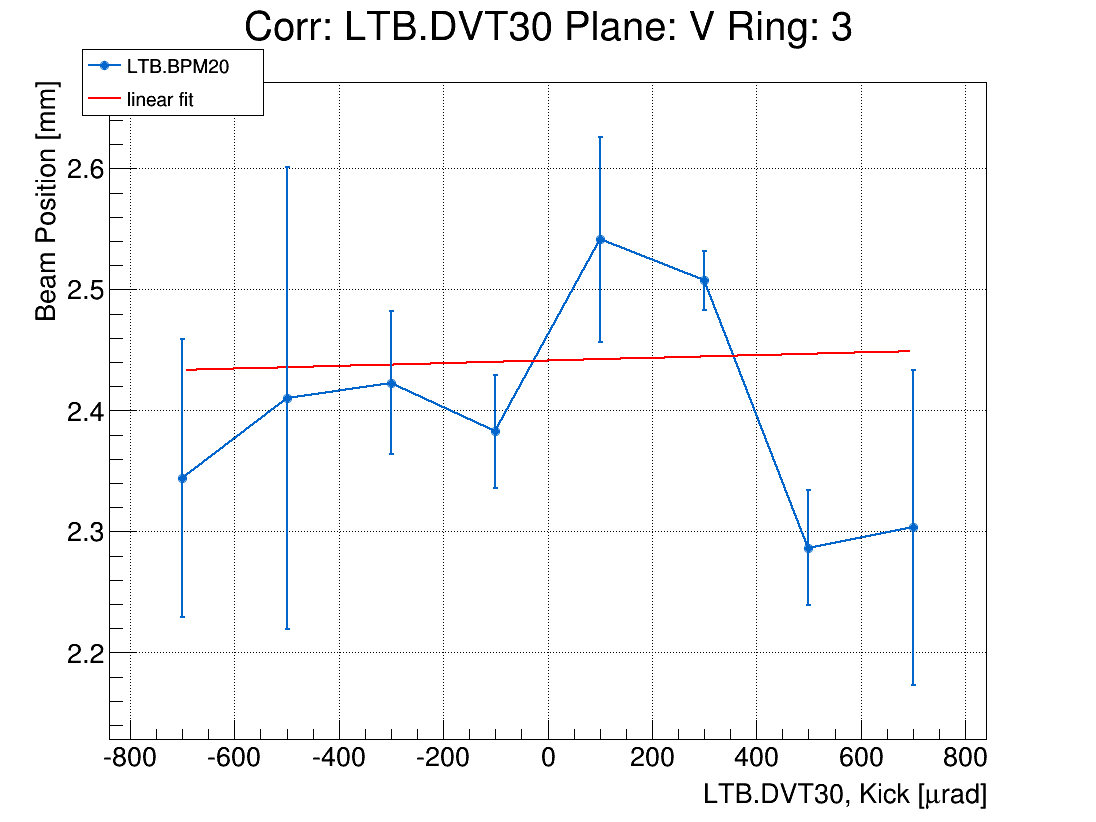 Corr: LTB.DVT30 Plane: V Ring: 3
LTB.BPM20
linear fit
Beam Position [mm]
2.6
2.5
2.4
2.3
2.2
-800 -600 -400 -200 0 200 400 600 800
LTB.DVT30, Kick [μrad]